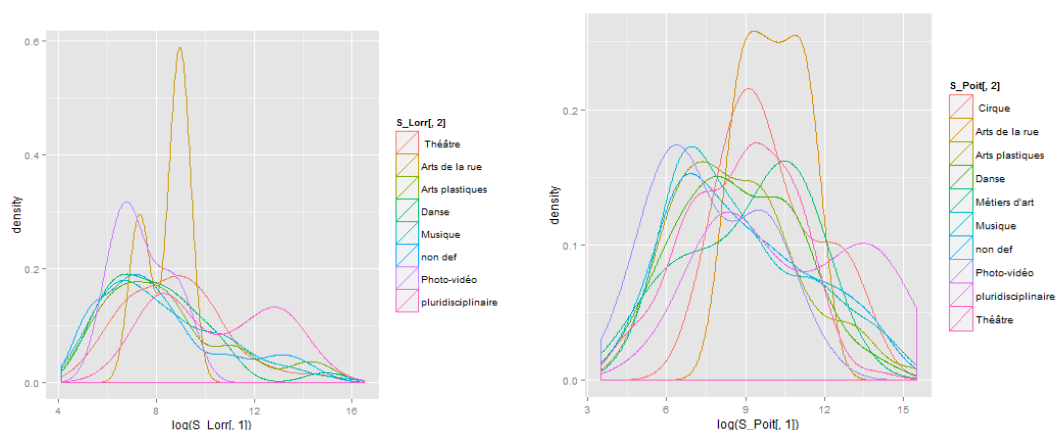 0.6
0.4
0.2
0.0
density
4
8
12
16
log(S_Lorr[, 1])
S_Lorr[, 2]
Théâtre
Arts de la rue
Arts plastiques
Danse
Musique
non def
Photo-vidéo
pluridisciplinaire
0.2
0.1
0.0
density
3
6
9
12
15
log(S_Poit[, 1])
S_Poit[, 2]
Cirque
Arts de la rue
Arts plastiques
Danse
Métiers d'art
Musique
non def
Photo-vidéo
pluridisciplinaire
Théâtre